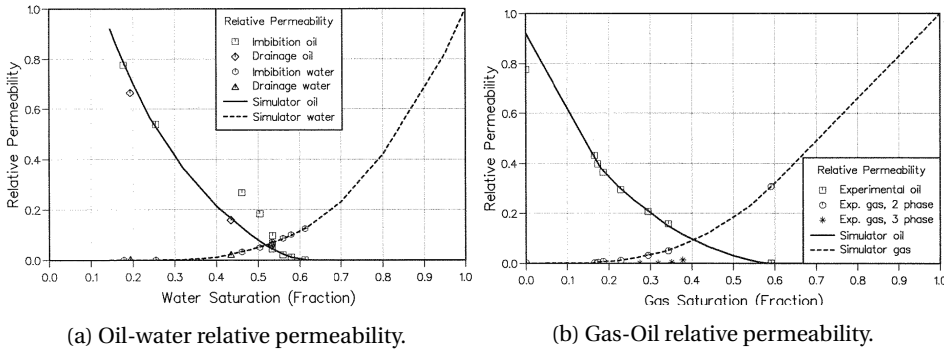 1.0
0.8
0.6
0.4
0.2
0.0
Relative Permeability
Relative Permeability
Imbibition oil
Drainage oil
Imbibition water
Drainage water
Simulator oil
Simulator water
0.0 0.1 0.2 0.3 0.4 0.5 0.6 0.7 0.8 0.9 1.0
Water Saturation (Fraction)
(a) Oil-water relative permeability.
1.0
0.8
0.6
0.4
0.2
0.0
Relative Permeability
Relative Permeability
Experimental oil
Exp. gas, 2 phase
Exp. gas, 3 phase
Simulator oil
Simulator gas
0.0 0.1 0.2 0.3 0.4 0.5 0.6 0.7 0.8 0.9 1.0
Gas Saturation (Fraction)
(b) Gas-Oil relative permeability.